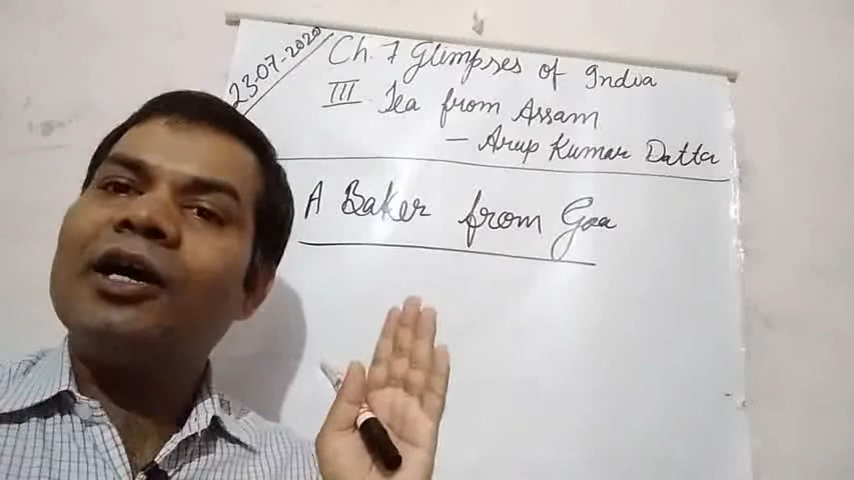 23-07-2020
Ch. 7 Glimpses of India
III Tea from Assam
- Arup Kumar Datta
A Baker from Goa